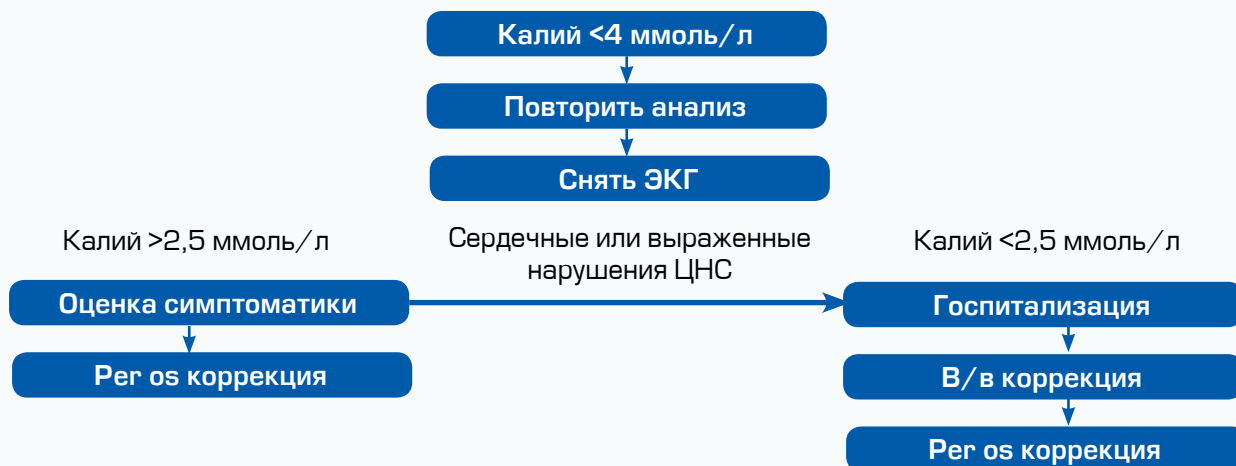 Калий <4 ммоль/л
Повторить анализ
Снять ЭКГ
Калий >2,5 ммоль/л
Сердечные или выраженные
нарушения ЦНС
Калий <2,5 ммоль/л
Оценка симптоматики
Госпитализация
Per os коррекция
В/в коррекция
Per os коррекция